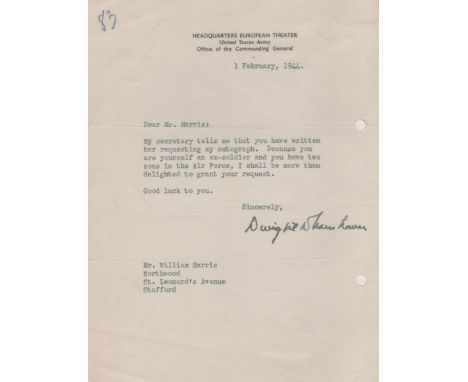 83
HEADQUARTERS EUROPEAN THEATER
United States Army
Office of the Commanding General
1 February, 1944.
Dear Mr. Harris:
My secretary tells me that you have written
her requesting my autograph. Because you
are yourself an ex-soldier and you have two
sons in the Air Force, I shall be more than
delighted to grant your request.
Good luck to you.
Sincerely,
Dwight D Eisenhower
Mr. William Harris
Northwood
St. Leonard's Avenue
Stafford